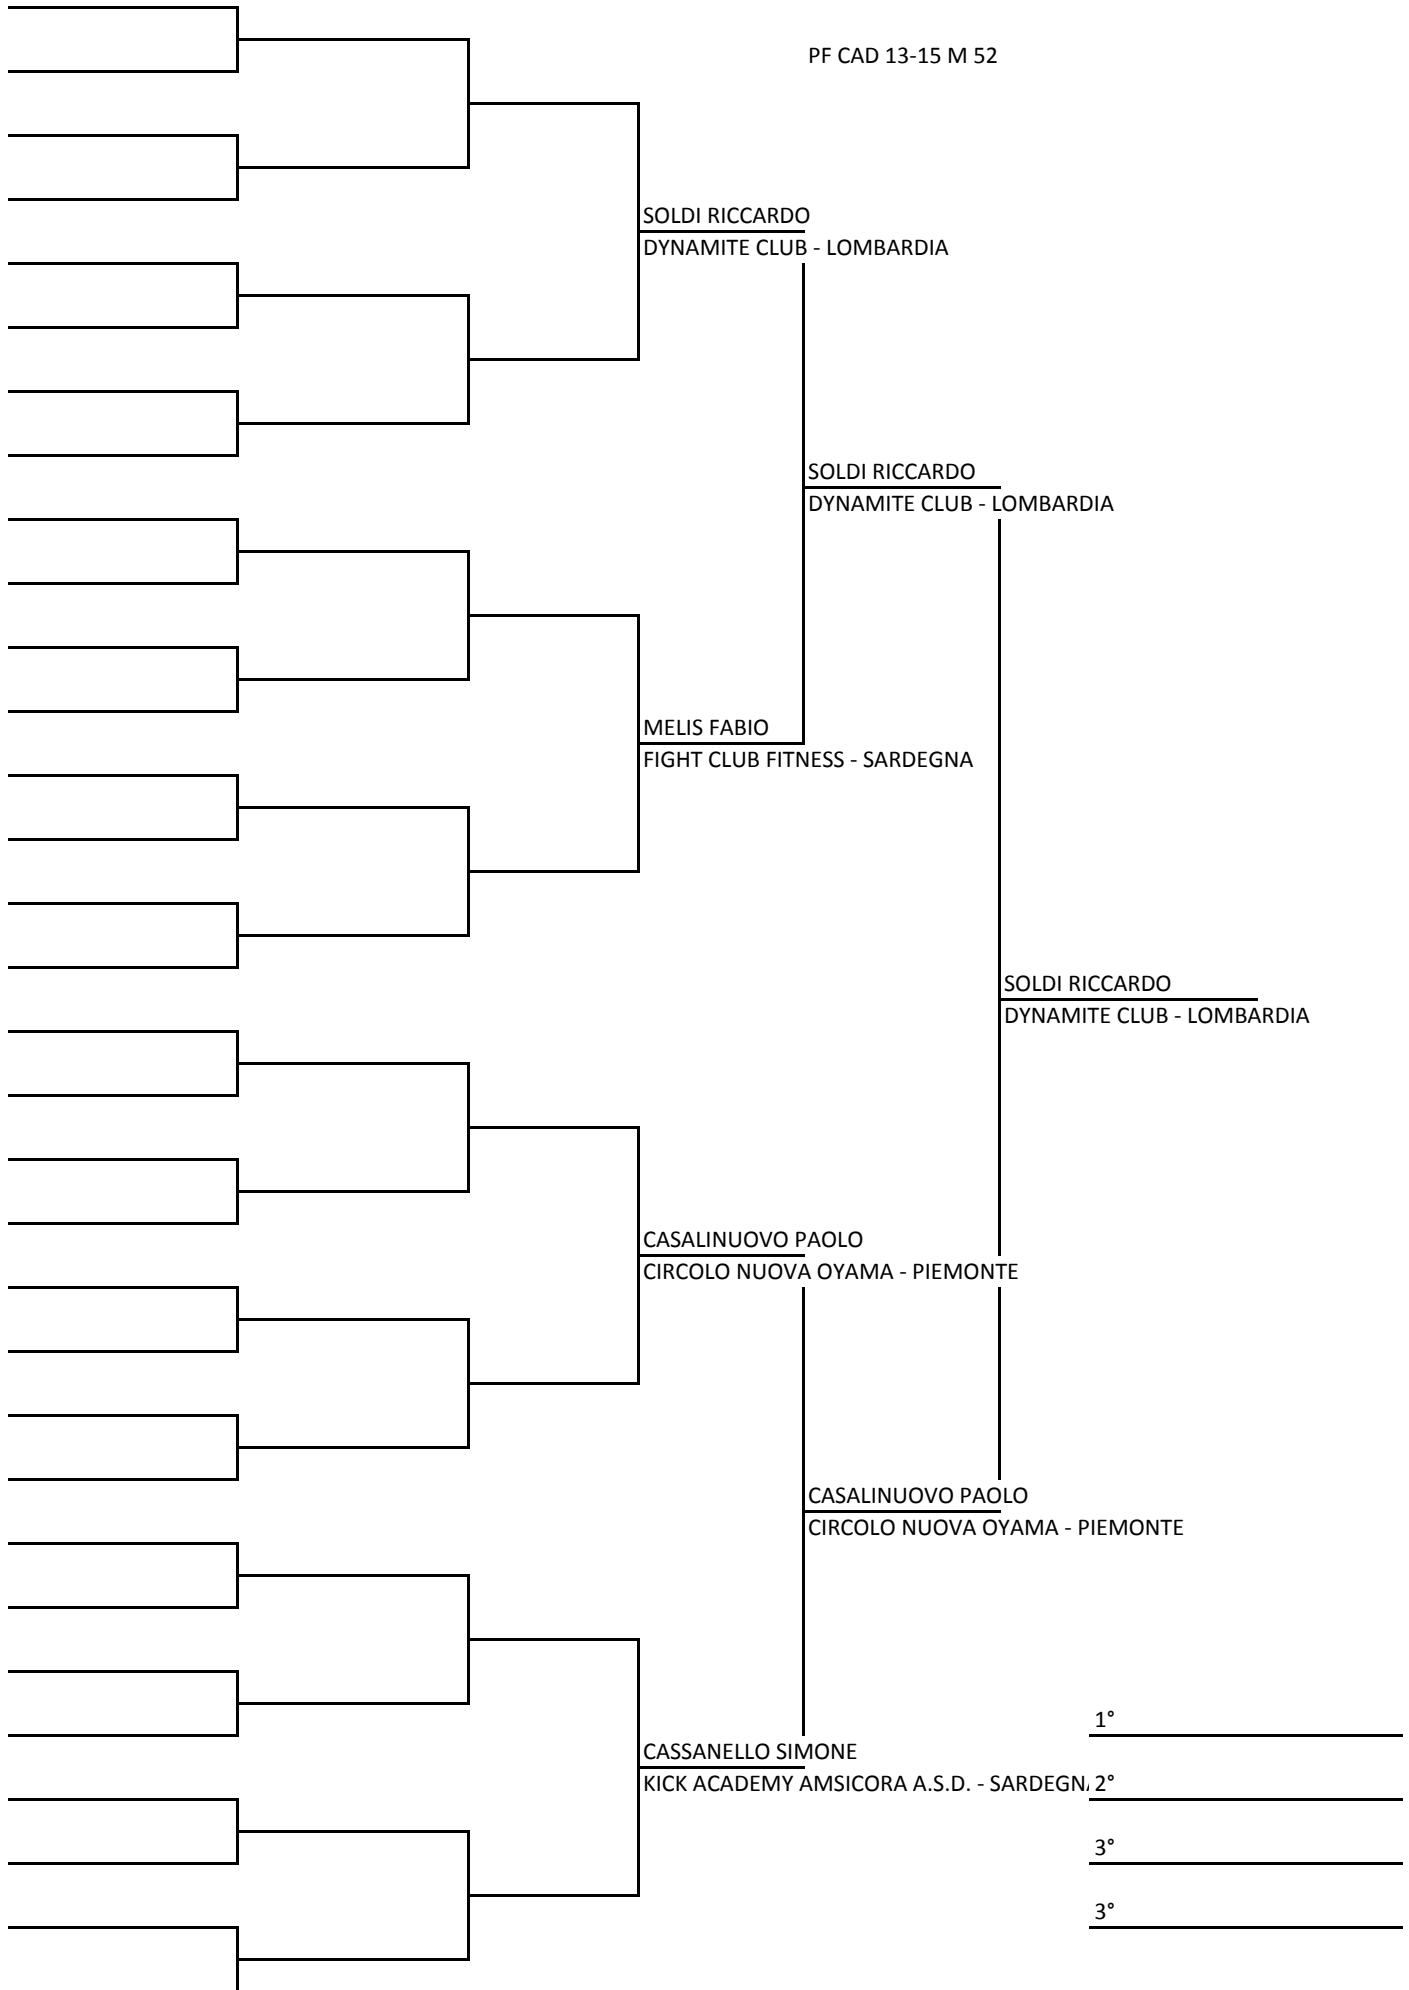 PF CAD 13-15 M 52
SOLDI RICCARDO
DYNAMITE CLUB - LOMBARDIA
SOLDI RICCARDO
DYNAMITE CLUB - LOMBARDIA
MELIS FABIO
FIGHT CLUB FITNESS - SARDEGNA
SOLDI RICCARDO
DYNAMITE CLUB - LOMBARDIA
CASALINUOVO PAOLO
CIRCOLO NUOVA OYAMA - PIEMONTE
CASALINUOVO PAOLO
CIRCOLO NUOVA OYAMA - PIEMONTE
1°
CASSANELLO SIMONE
KICK ACADEMY AMSICORA A.S.D. - SARDEGNA
2°
3°
3°